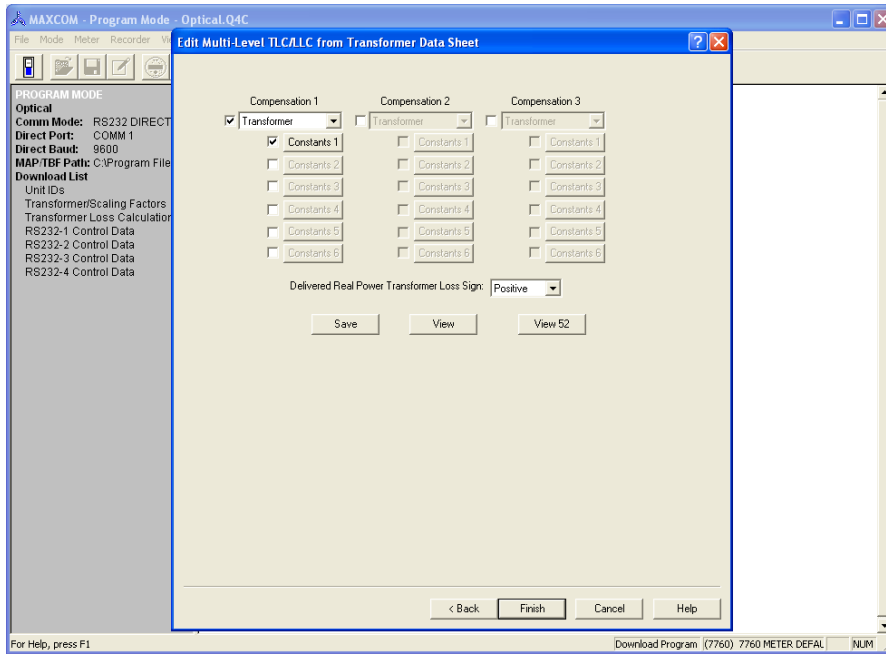 MAXCOM - Program Mode - Optical.Q4C
File Mode Meter Recorder
Edit Multi-Level TLC/LLC from Transformer Data Sheet
PROGRAM MODE
Optical
Comm Mode: RS232 DIRECT
Direct Port: COMM 1
Direct Baud: 9600
MAP/TBF Path: C:\Program File
Download List
Unit IDs
Transformer/Scaling Factors
Transformer Loss Calculation
RS232-1 Control Data
RS232-2 Control Data
RS232-3 Control Data
RS232-4 Control Data
Compensation 1 Compensation 2 Compensation 3
Transformer Transformer Transformer
Constants 1 Constants 1 Constants 1
Constants 2 Constants 2 Constants 2
Constants 3 Constants 3 Constants 3
Constants 4 Constants 4 Constants 4
Constants 5 Constants 5 Constants 5
Constants 6 Constants 6 Constants 6
Delivered Real Power Transformer Loss Sign: Positive
Save View View 52
< Back Finish Cancel Help
For Help, press F1
Download Program (7760) 7760 METER DEFAL NUM